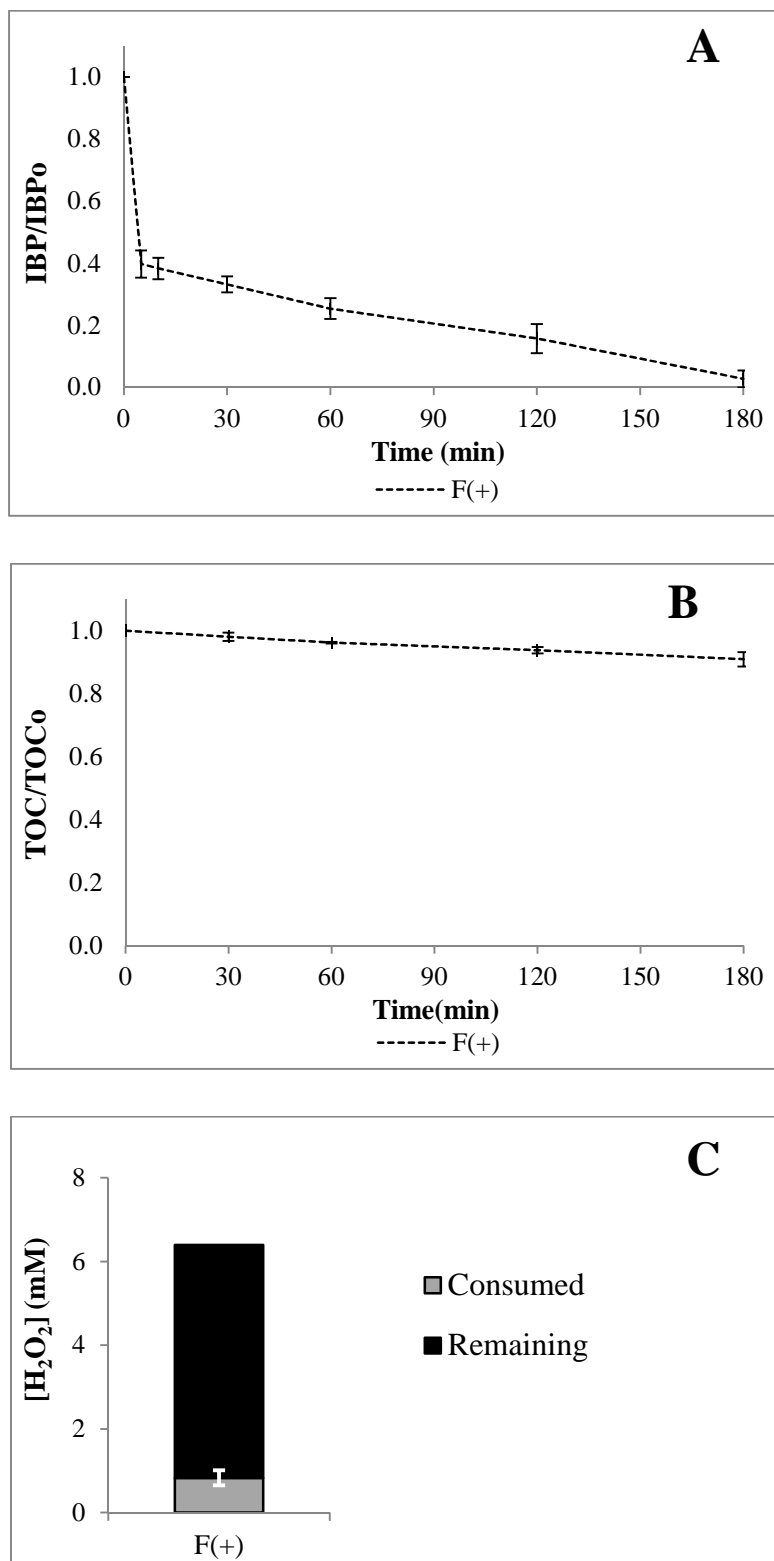 A
1.0
0.8
0.6
0.4
0.2
0.0
IBP/IBPo
0 30 60 90 120 150 180
Time (min)
F(+)
B
1.0
0.8
0.6
0.4
0.2
0.0
TOC/TOCo
0 30 60 90 120 150 180
Time(min)
F(+)
C
8
6
4
2
0
[H₂O₂] (mM)
Consumed
Remaining
F(+)